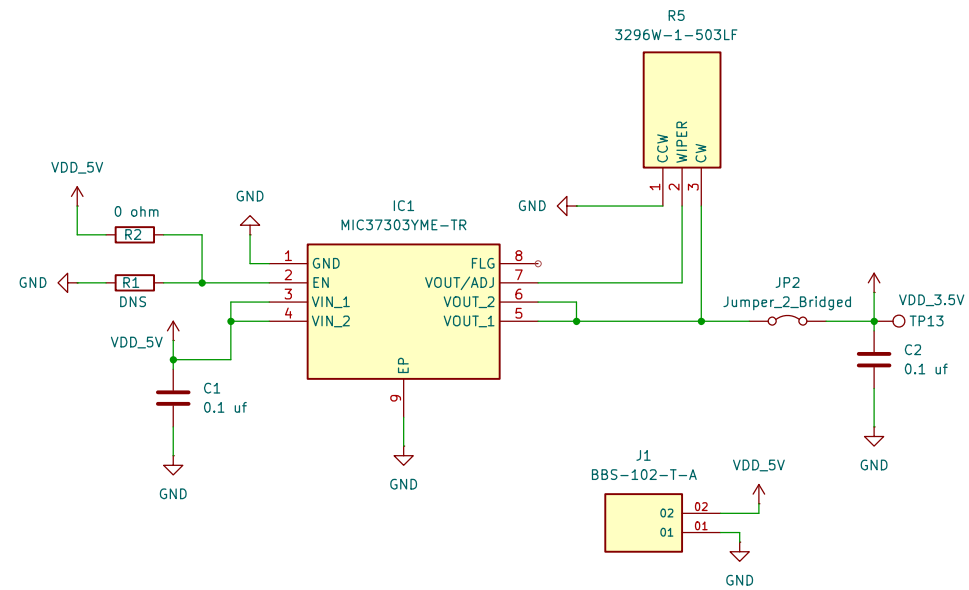 R5
3296W-1-503LF
CCW
WIPER
CW
1
2
3
GND
VDD_5V
0 ohm
R2
GND
R1
DNS
GND
IC1
MIC37303YME-TR
1
GND
2
EN
3
VIN_1
4
VIN_2
FLG
8
VOUT/ADJ
7
VOUT_2
6
VOUT_1
5
EP
9
GND
VDD_5V
C1
0.1 uf
GND
JP2
Jumper_2_Bridged
VDD_3.5V
TP13
C2
0.1 uf
GND
J1
BBS-102-T-A
VDD_5V
02
02
01
01
GND